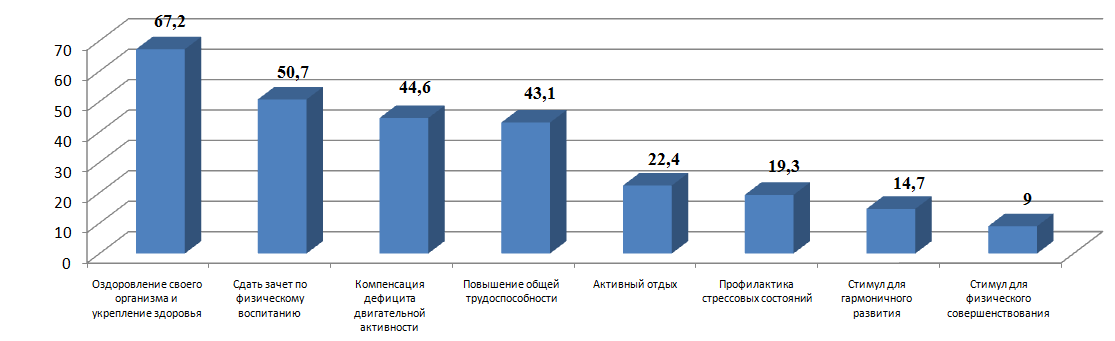 67,2
50,7
44,6
43,1
22,4
19,3
14,7
9
70
60
50
40
30
20
10
0
Оздоровление своего
организма и
укрепление здоровья
Сдать зачет по
физическому
воспитанию
Компенсация
дефицита
двигательной
активности
Повышение общей
трудоспособности
Активный отдых
Профилактика
стрессовых состояний
Стимул для
гармоничного
развития
Стимул для
физического
совершенствования